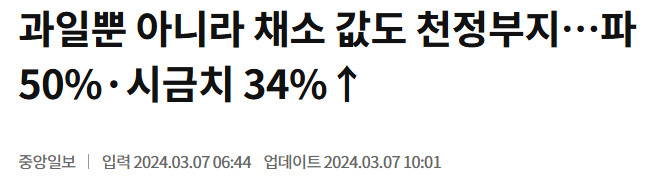 과일뿐 아니라 채소 값도 천정부지…파
50%·시금치 34%↑
중앙일보 | 입력 2024.03.07 06:44 업데이트 2024.03.07 10:01